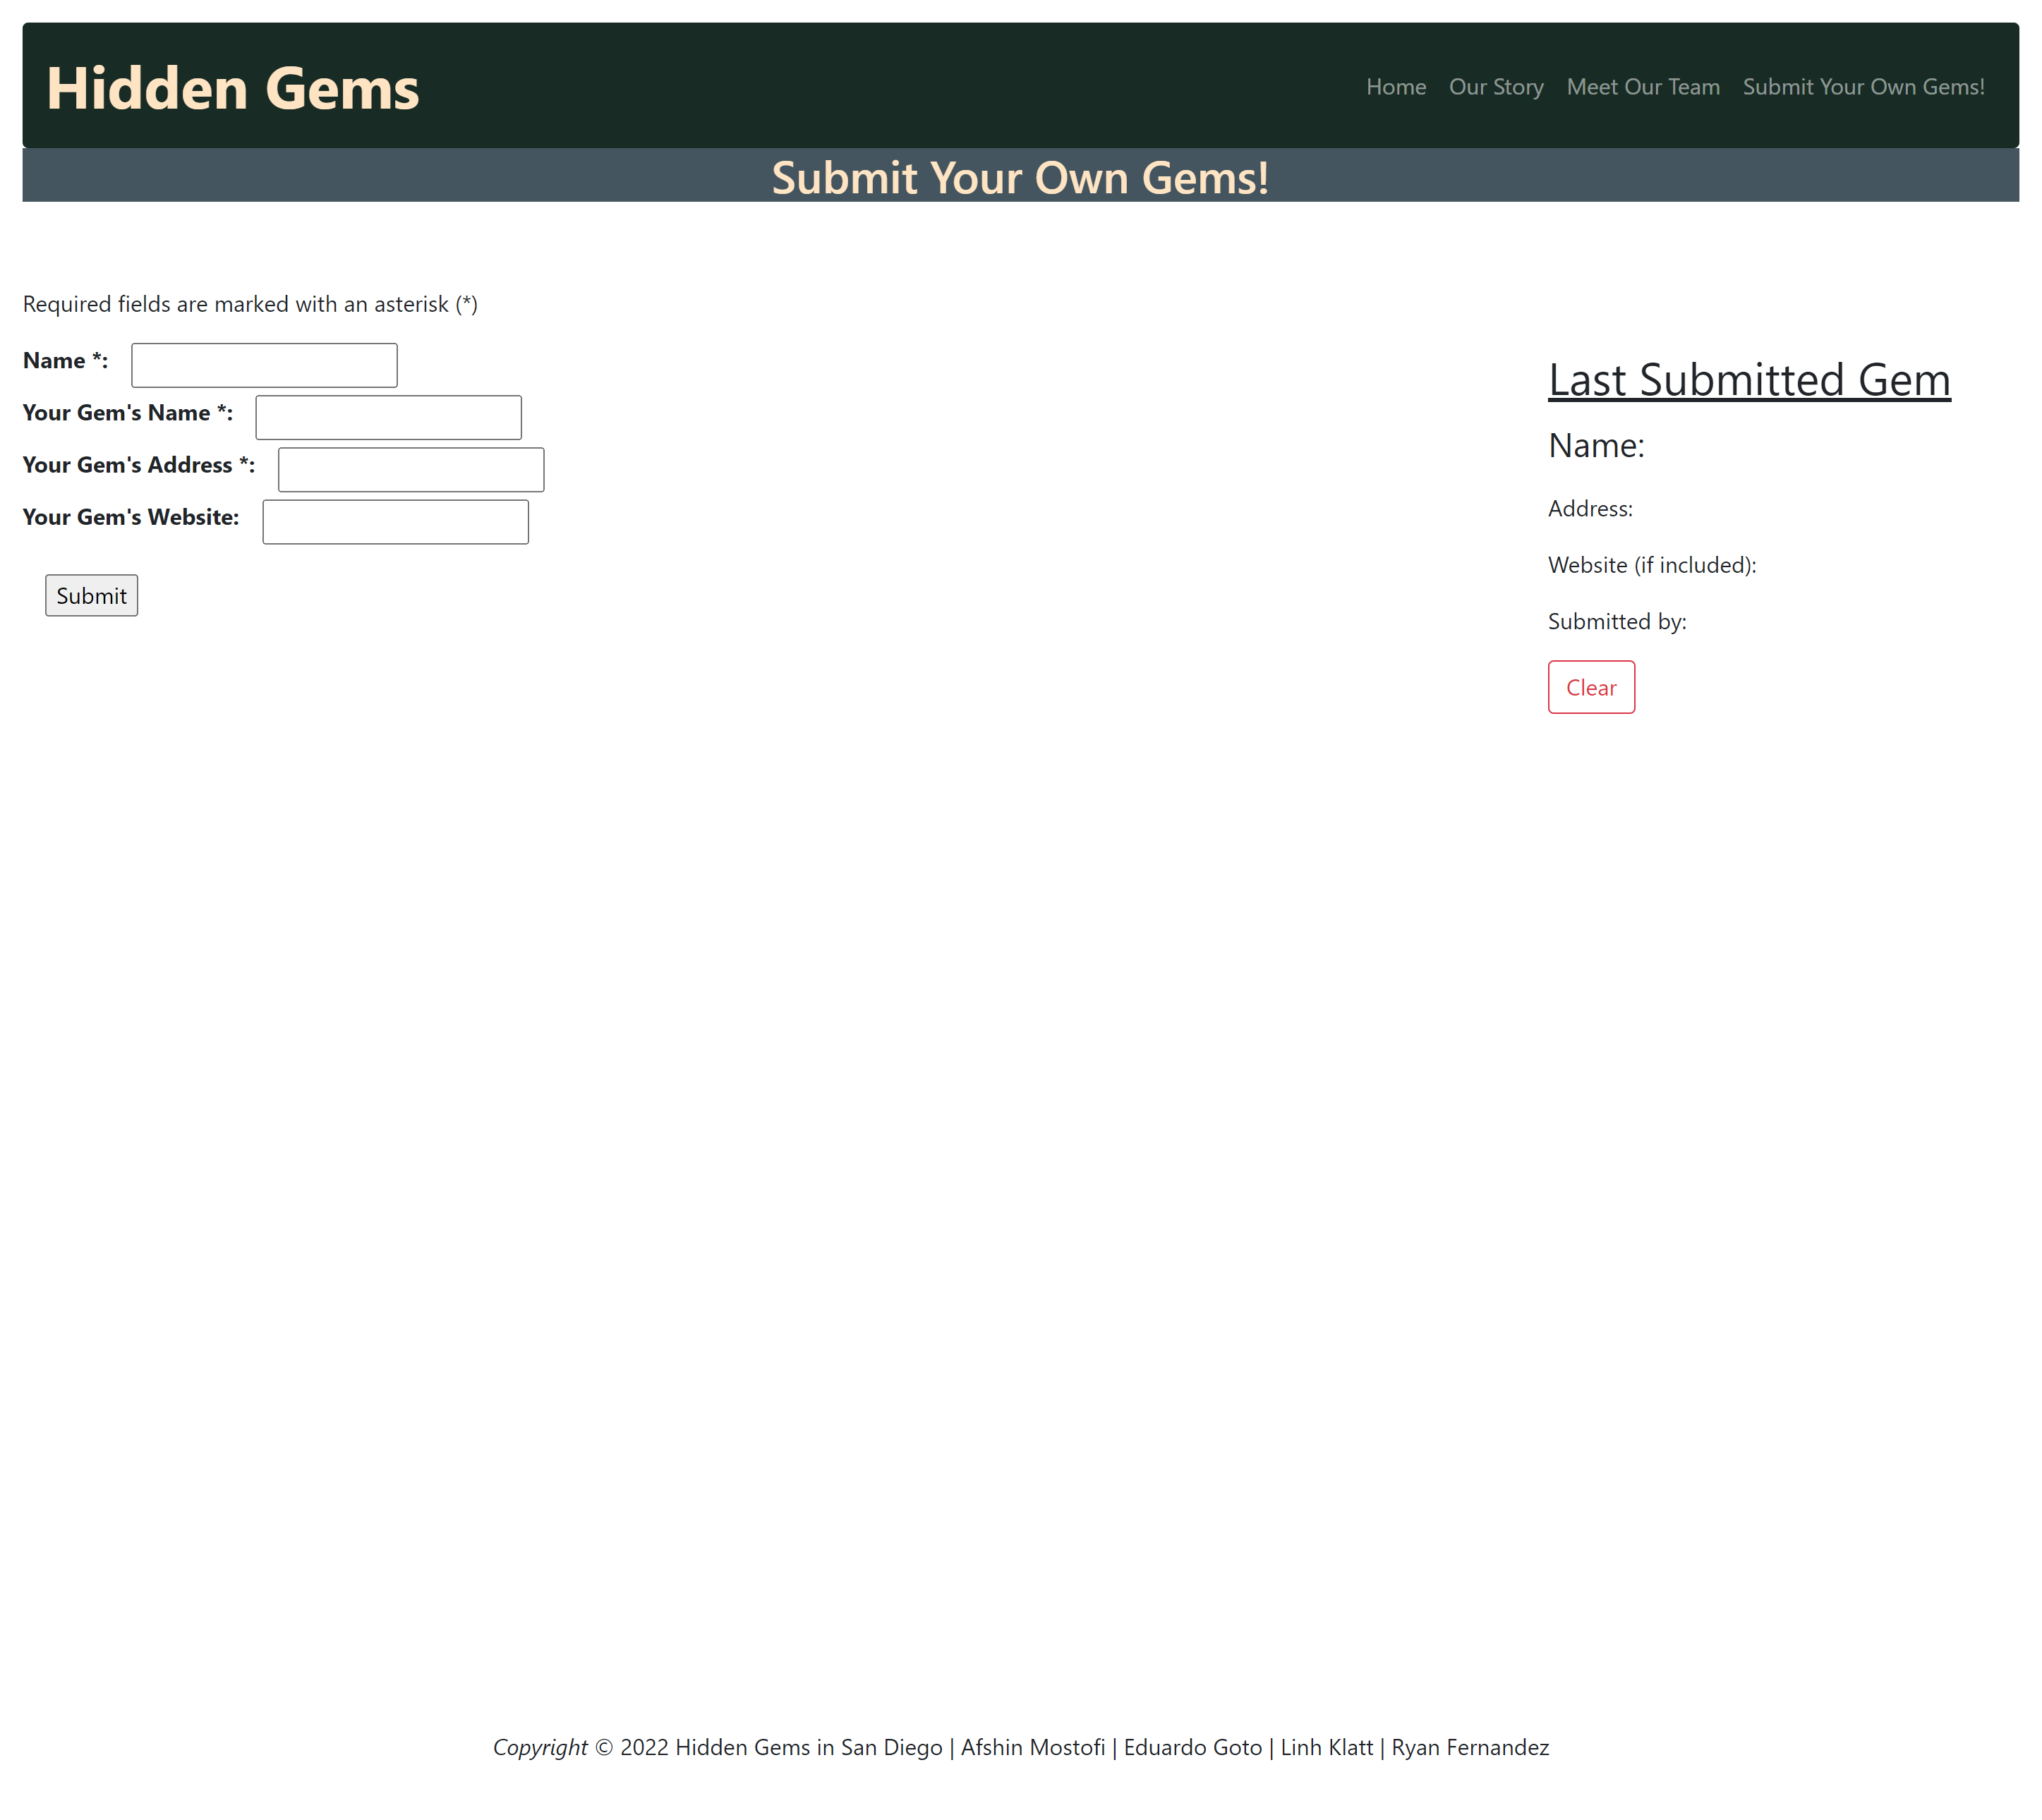 Hidden Gems
Home Our Story Meet Our Team Submit Your Own Gems!
Submit Your Own Gems!
Required fields are marked with an asterisk (*)
Name *:
Your Gem's Name *:
Your Gem's Address *:
Your Gem's Website:
Submit
Last Submitted Gem
Name:
Address:
Website (if included):
Submitted by:
Clear
Copyright © 2022 Hidden Gems in San Diego | Afshin Mostofi | Eduardo Goto | Linh Klatt | Ryan Fernandez